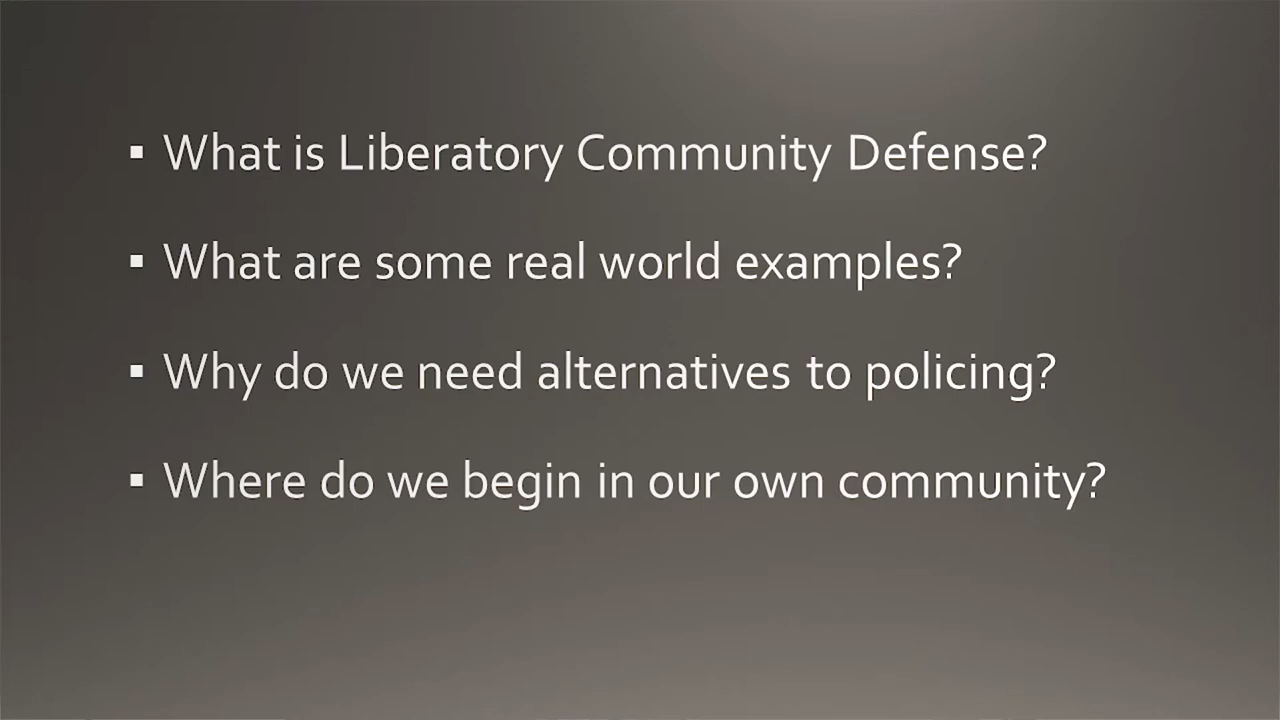 ▪ What is Liberatory Community Defense?
▪ What are some real world examples?
▪ Why do we need alternatives to policing?
▪ Where do we begin in our own community?